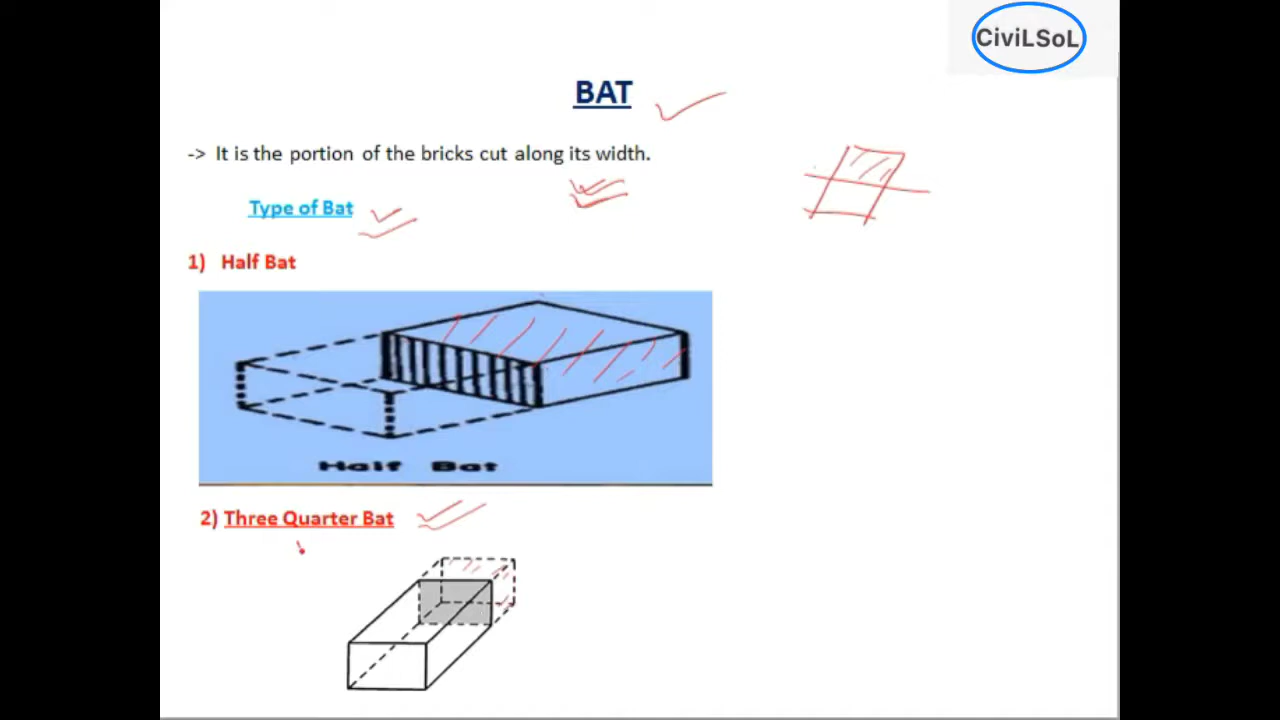 CiviLSoL
BAT
-> It is the portion of the bricks cut along its width.
Type of Bat
1) Half Bat
Half Bat
2) Three Quarter Bat